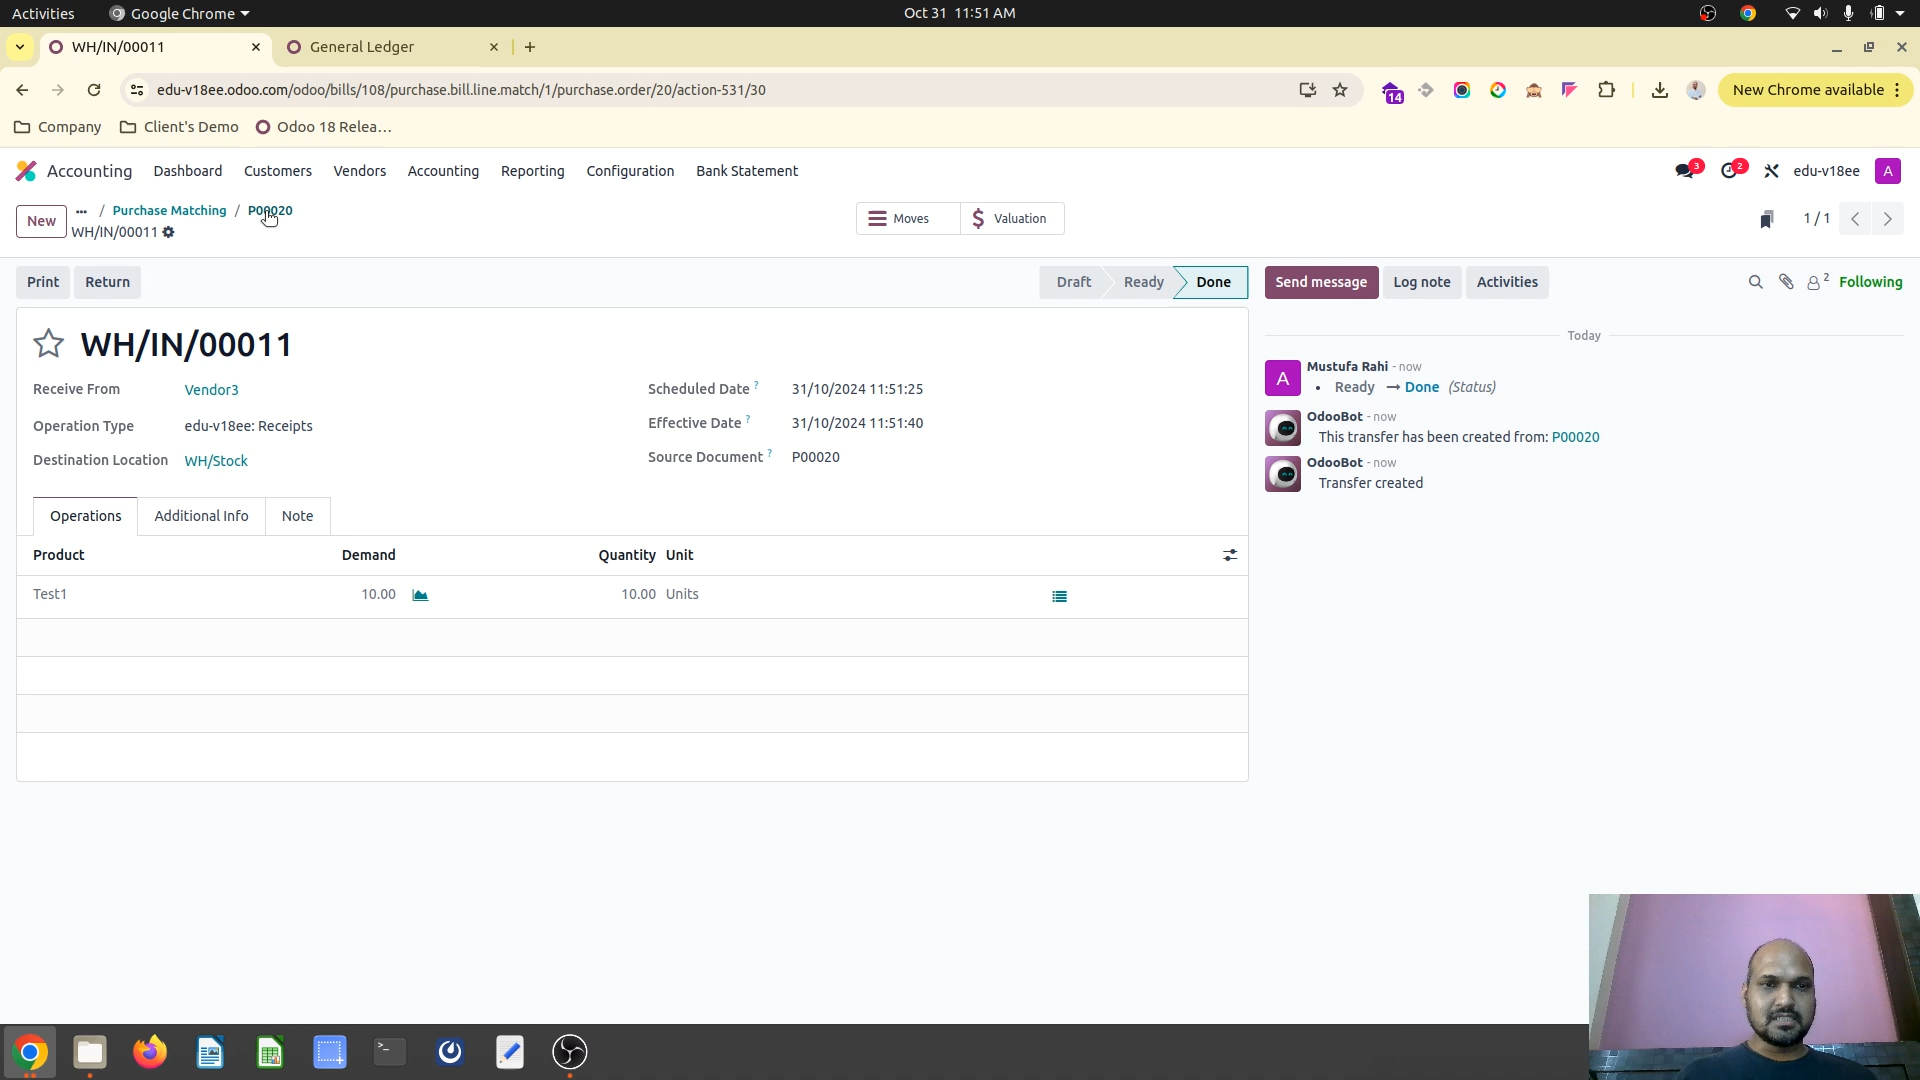 Activities Google Chrome Oct 31 11:51 AM
WH/IN/00011 General Ledger
edu-v18ee.odoo.com/odoo/bills/108/purchase.bill.line.match/1/purchase.order/20/action-531/30 14 New Chrome available
Company Client's Demo Odoo 18 Relea...
Accounting Dashboard Customers Vendors Accounting Reporting Configuration Bank Statement 3 2 edu-v18ee A
New ... / Purchase Matching / P00020
WH/IN/00011
Moves $ Valuation 1 / 1
Print Return Draft Ready Done Send message Log note Activities 2 Following
WH/IN/00011
Receive From Vendor3
Operation Type edu-v18ee: Receipts
Destination Location WH/Stock
Scheduled Date ? 31/10/2024 11:51:25
Effective Date ? 31/10/2024 11:51:40
Source Document ? P00020
Operations Additional Info Note
Product Demand Quantity Unit
Test1 10.00 10.00 Units
Today
A Mustufa Rahi - now
• Ready → Done (Status)
OdooBot - now
This transfer has been created from: P00020
OdooBot - now
Transfer created